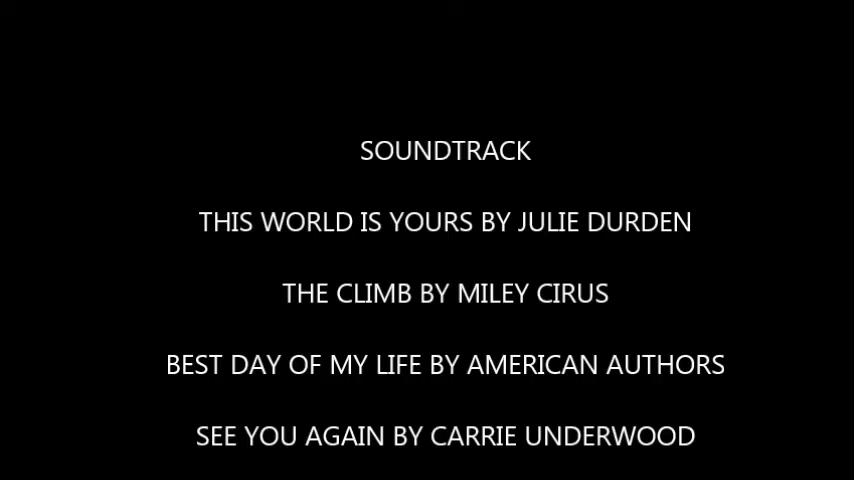 SOUNDTRACK
THIS WORLD IS YOURS BY JULIE DURDEN
THE CLIMB BY MILEY CIRUS
BEST DAY OF MY LIFE BY AMERICAN AUTHORS
SEE YOU AGAIN BY CARRIE UNDERWOOD